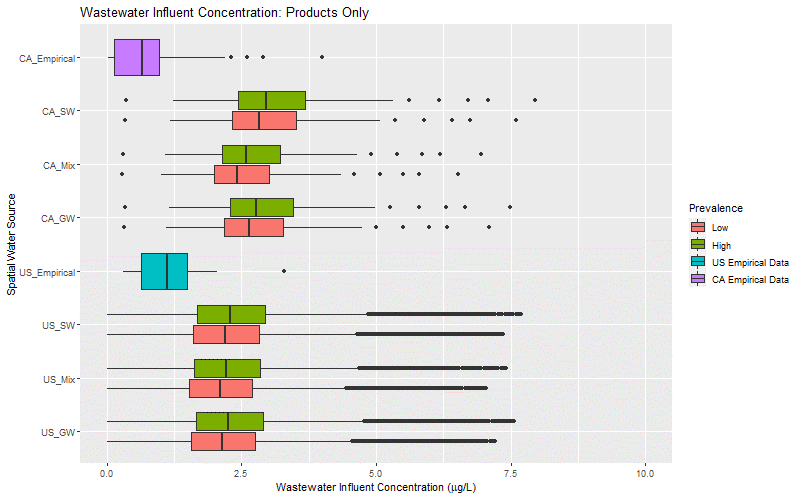 Wastewater Influent Concentration: Products Only
Spatial Water Source
CA_Empirical
CA_SW
CA_Mix
CA_GW
US_Empirical
US_SW
US_Mix
US_GW
0.0 2.5 5.0 7.5 10.0
Wastewater Influent Concentration (µg/L)
Prevalence
Low
High
US Empirical Data
CA Empirical Data